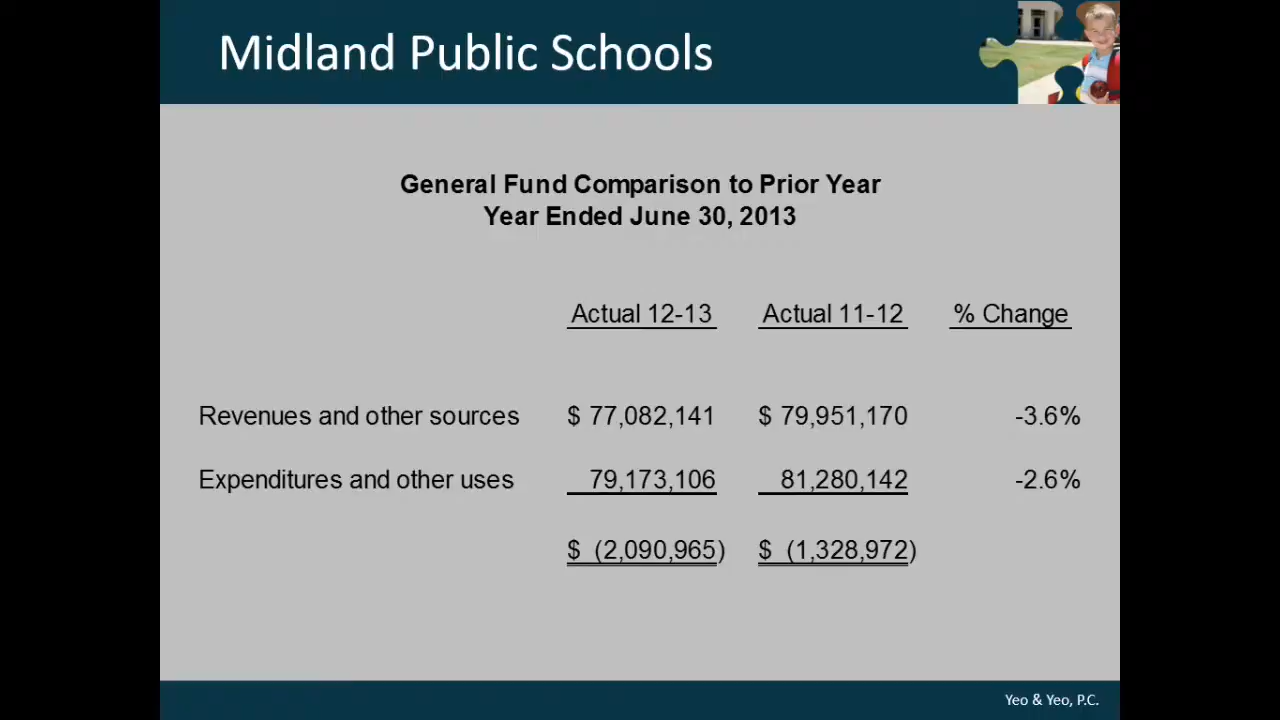 Midland Public Schools
General Fund Comparison to Prior Year
Year Ended June 30, 2013
Actual 12-13 Actual 11-12 % Change
Revenues and other sources $ 77,082,141 $ 79,951,170 -3.6%
Expenditures and other uses 79,173,106 81,280,142 -2.6%
$ (2,090,965) $ (1,328,972)
Yeo & Yeo, P.C.